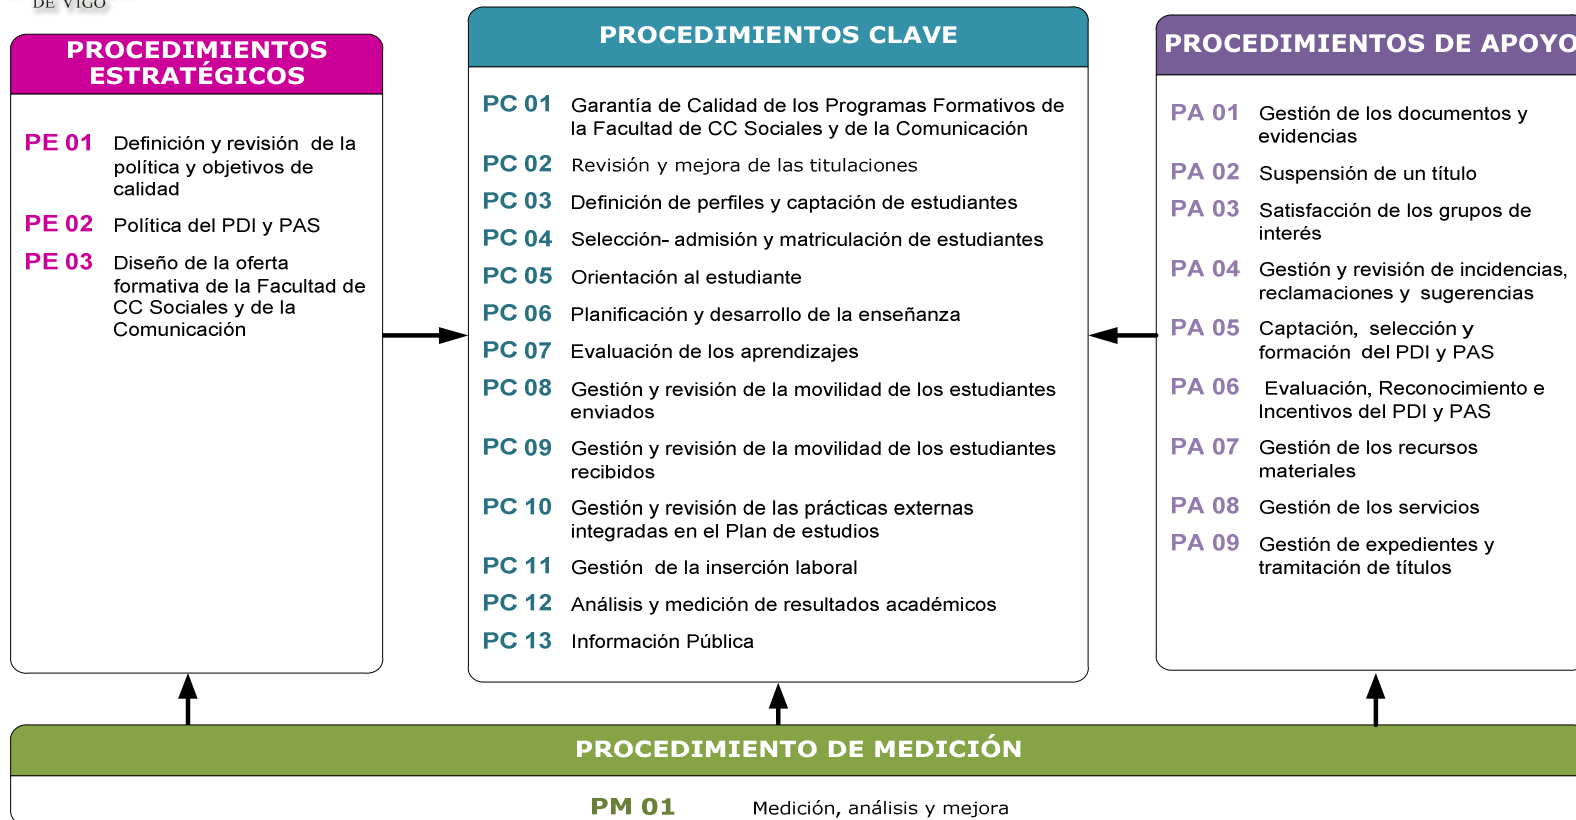 DE VIGO
PROCEDIMIENTOS
ESTRATÉGICOS
PE 01 Definición y revisión de la
política y objetivos de
calidad
PE 02 Política del PDI y PAS
PE 03 Diseño de la oferta
formativa de la Facultad de
CC Sociales y de la
Comunicación
PROCEDIMIENTOS CLAVE
PC 01 Garantía de Calidad de los Programas Formativos de
la Facultad de CC Sociales y de la Comunicación
PC 02 Revisión y mejora de las titulaciones
PC 03 Definición de perfiles y captación de estudiantes
PC 04 Selección- admisión y matriculación de estudiantes
PC 05 Orientación al estudiante
PC 06 Planificación y desarrollo de la enseñanza
PC 07 Evaluación de los aprendizajes
PC 08 Gestión y revisión de la movilidad de los estudiantes
enviados
PC 09 Gestión y revisión de la movilidad de los estudiantes
recibidos
PC 10 Gestión y revisión de las prácticas externas
integradas en el Plan de estudios
PC 11 Gestión de la inserción laboral
PC 12 Análisis y medición de resultados académicos
PC 13 Información Pública
PROCEDIMIENTOS DE APOYO
PA 01 Gestión de los documentos y
evidencias
PA 02 Suspensión de un título
PA 03 Satisfacción de los grupos de
interés
PA 04 Gestión y revisión de incidencias,
reclamaciones y sugerencias
PA 05 Captación, selección y
formación del PDI y PAS
PA 06 Evaluación, Reconocimiento e
Incentivos del PDI y PAS
PA 07 Gestión de los recursos
materiales
PA 08 Gestión de los servicios
PA 09 Gestión de expedientes y
tramitación de títulos
PROCEDIMIENTO DE MEDICIÓN
PM 01 Medición, análisis y mejora